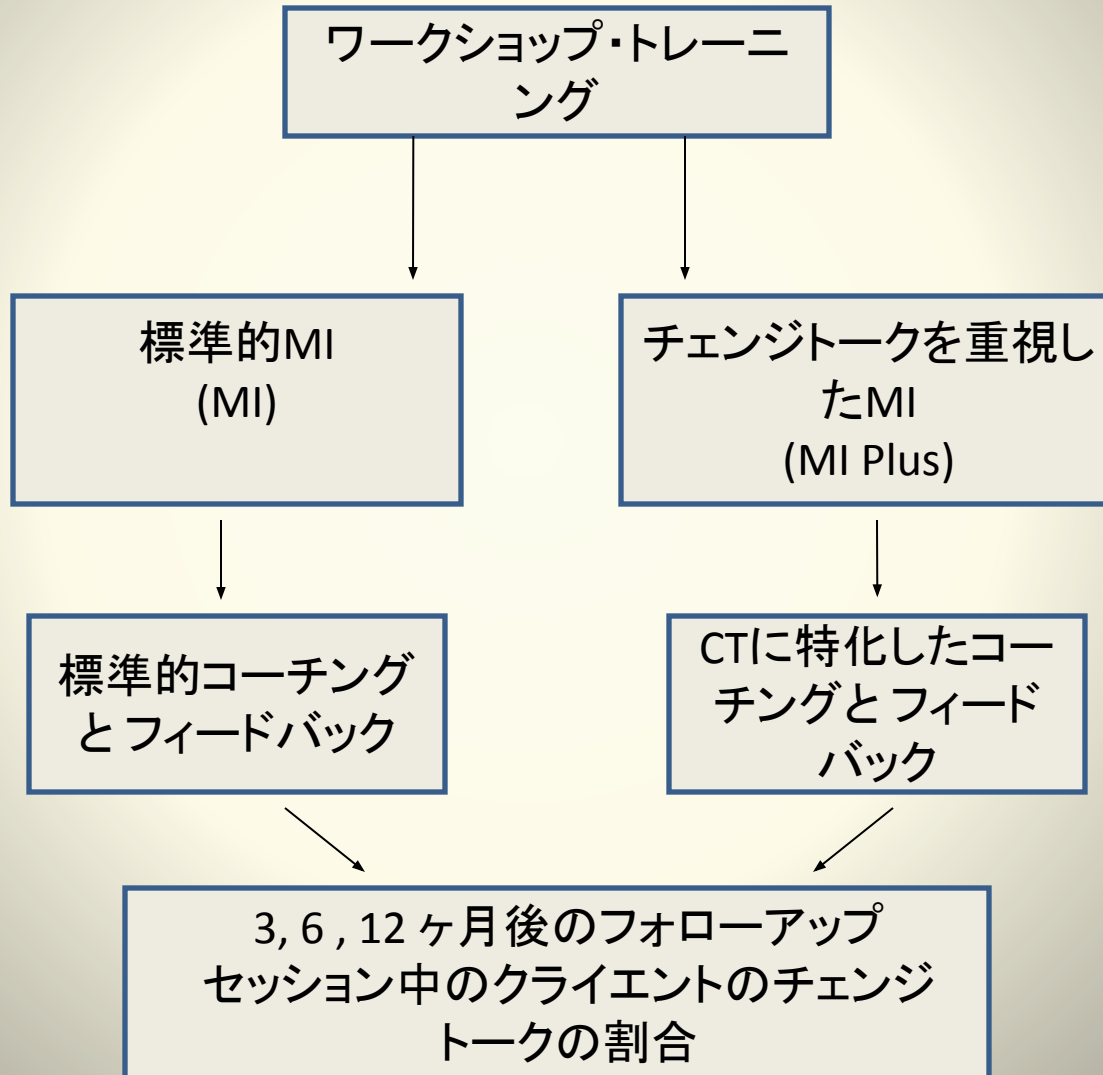 ワークショップ・トレーニ
ング
標準的MI
(MI)
チェンジトークを重視し
たMI
(MI Plus)
標準的コーチング
とフィードバック
CTに特化したコー
チングとフィード
バック
3, 6 , 12 ヶ月後のフォローアップ
セッション中のクライエントのチェンジ
トークの割合